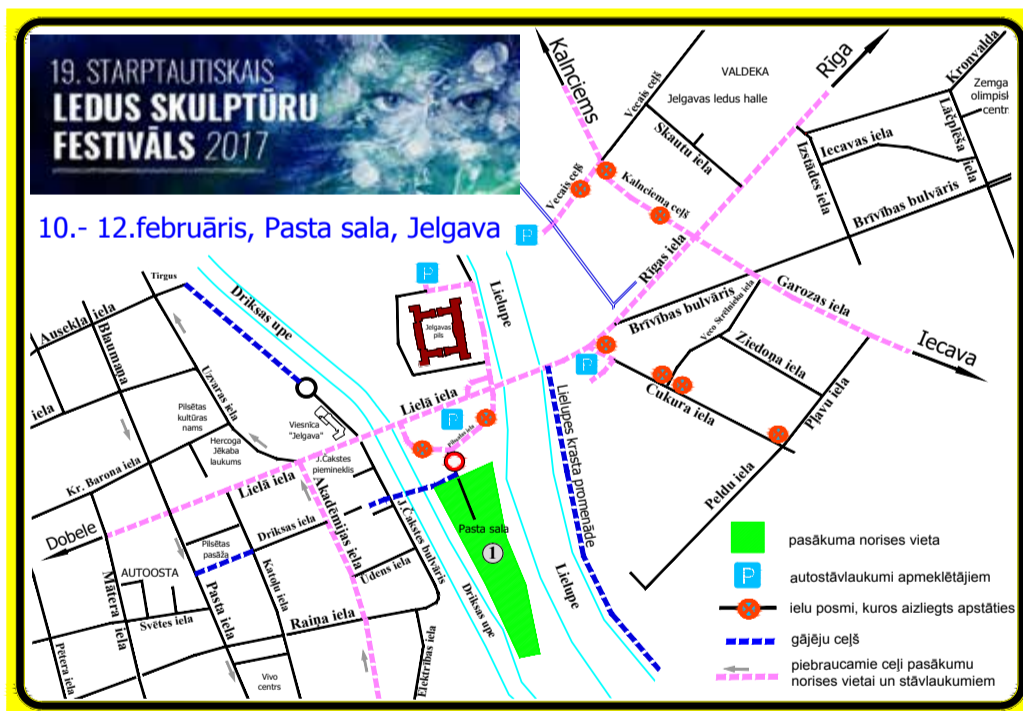 19. STARPTAUTISKAIS
LEDUS SKULPTŪRU
FESTIVĀLS 2017
10.- 12.februāris, Pasta sala, Jelgava
Kalnciems
Vecais ceļš
VALDEKA
Jelgavas ledus halle
Rīga
Kronvalda
Zemga
olimpisk
centr
Lāčplēša iela
Skautu iela
Izstādes iela
Iecavas iela
Vecais ceļš
Kalnciema ceļš
Brīvības bulvāris
P
Rīgas iela
Tirgus
P
Driksas upe
Lielupe
Garozas iela
Ausekļa iela
Blaumaņa
Jelgavas
pils
Brīvības bulvāris
Veco Strēlnieku iela
Ziedoņa iela
Iecava
Uzvaras iela
P
iela
Lielā iela
Cukura iela
Pļavu iela
Pilsētas
kultūras
nams
Viesnīca
"Jelgava"
P
Lielupes krasta promenāde
Hercoga
Jēkaba
laukums
J.Čakstes
piemineklis
Kr. Barona iela
Lielā iela
Akadēmijas iela
Peldu iela
Dobele
Driksas iela
J.Čakstes bulvāris
Pasta sala
1
Pilsētas
pasāža
AUTOOSTA
Katoļu iela
Ūdens iela
Lielupe
Mātera iela
Pasta iela
Driksas upe
Svētes iela
Raiņa iela
Pētera iela
Vivo
centrs
Elektrības iela
pasākuma norises vieta
P
autostāvlaukumi apmeklētājiem
ielu posmi, kuros aizliegts apstāties
gājēju ceļš
piebraucamie ceļi pasākumu
norises vietai un stāvlaukumiem